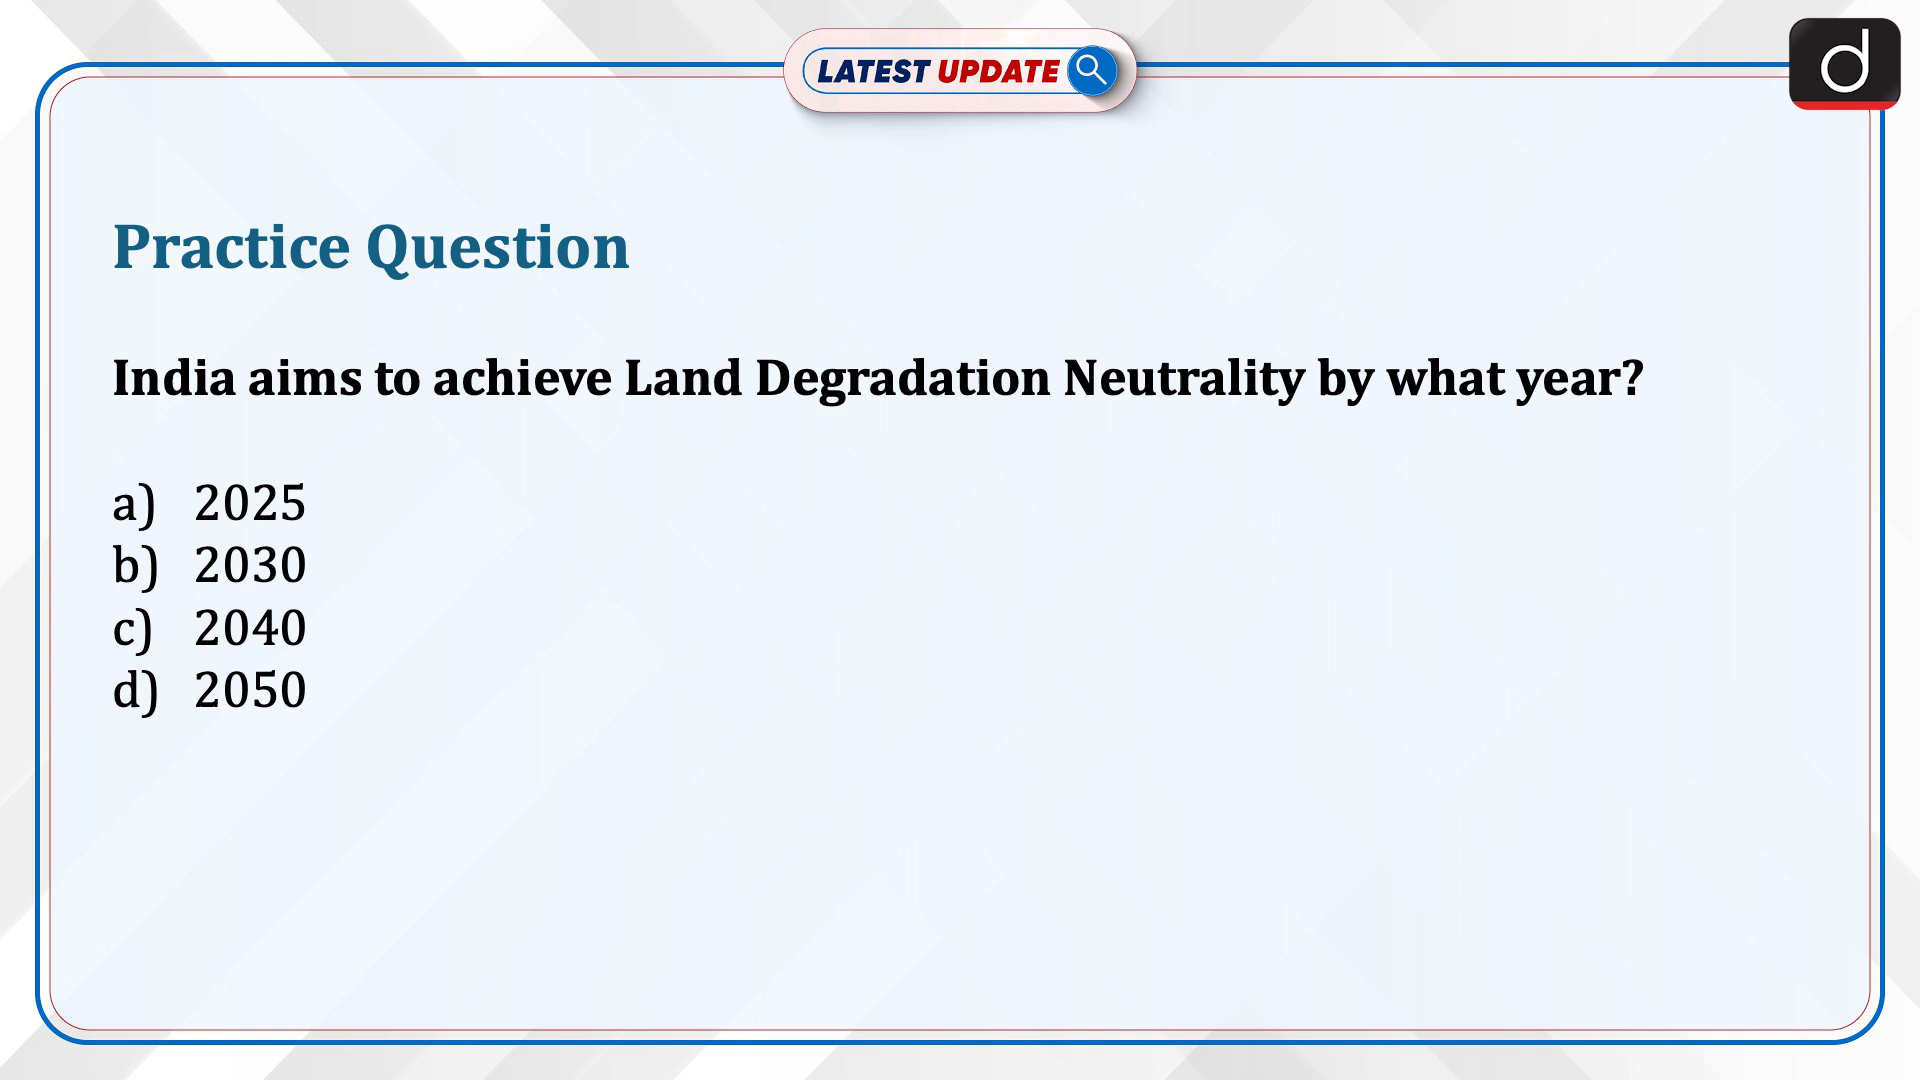 LATEST UPDATE
d
Practice Question
India aims to achieve Land Degradation Neutrality by what year?
a) 2025
b) 2030
c) 2040
d) 2050